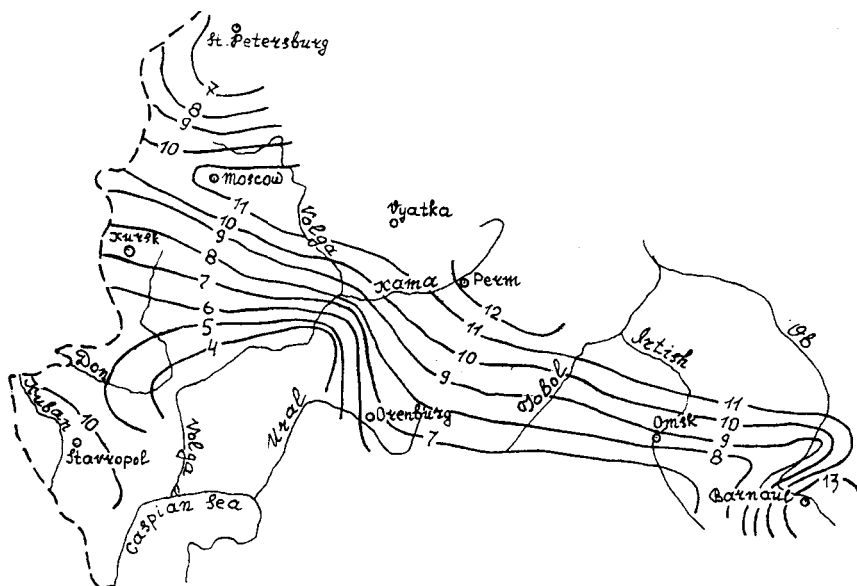 St. Petersburg
7
8
9
10
Moscow
11
10
9
8
7
6
5
4
Volga
Vyatka
Kursk
Kama
Perm
12
11
10
9
Don
Kuban
10
Stavropol
Volga
Ural
Orenburg
7
Tobol
Irtish
Ob
Omsk
11
10
9
8
13
Barnaul
Caspian Sea